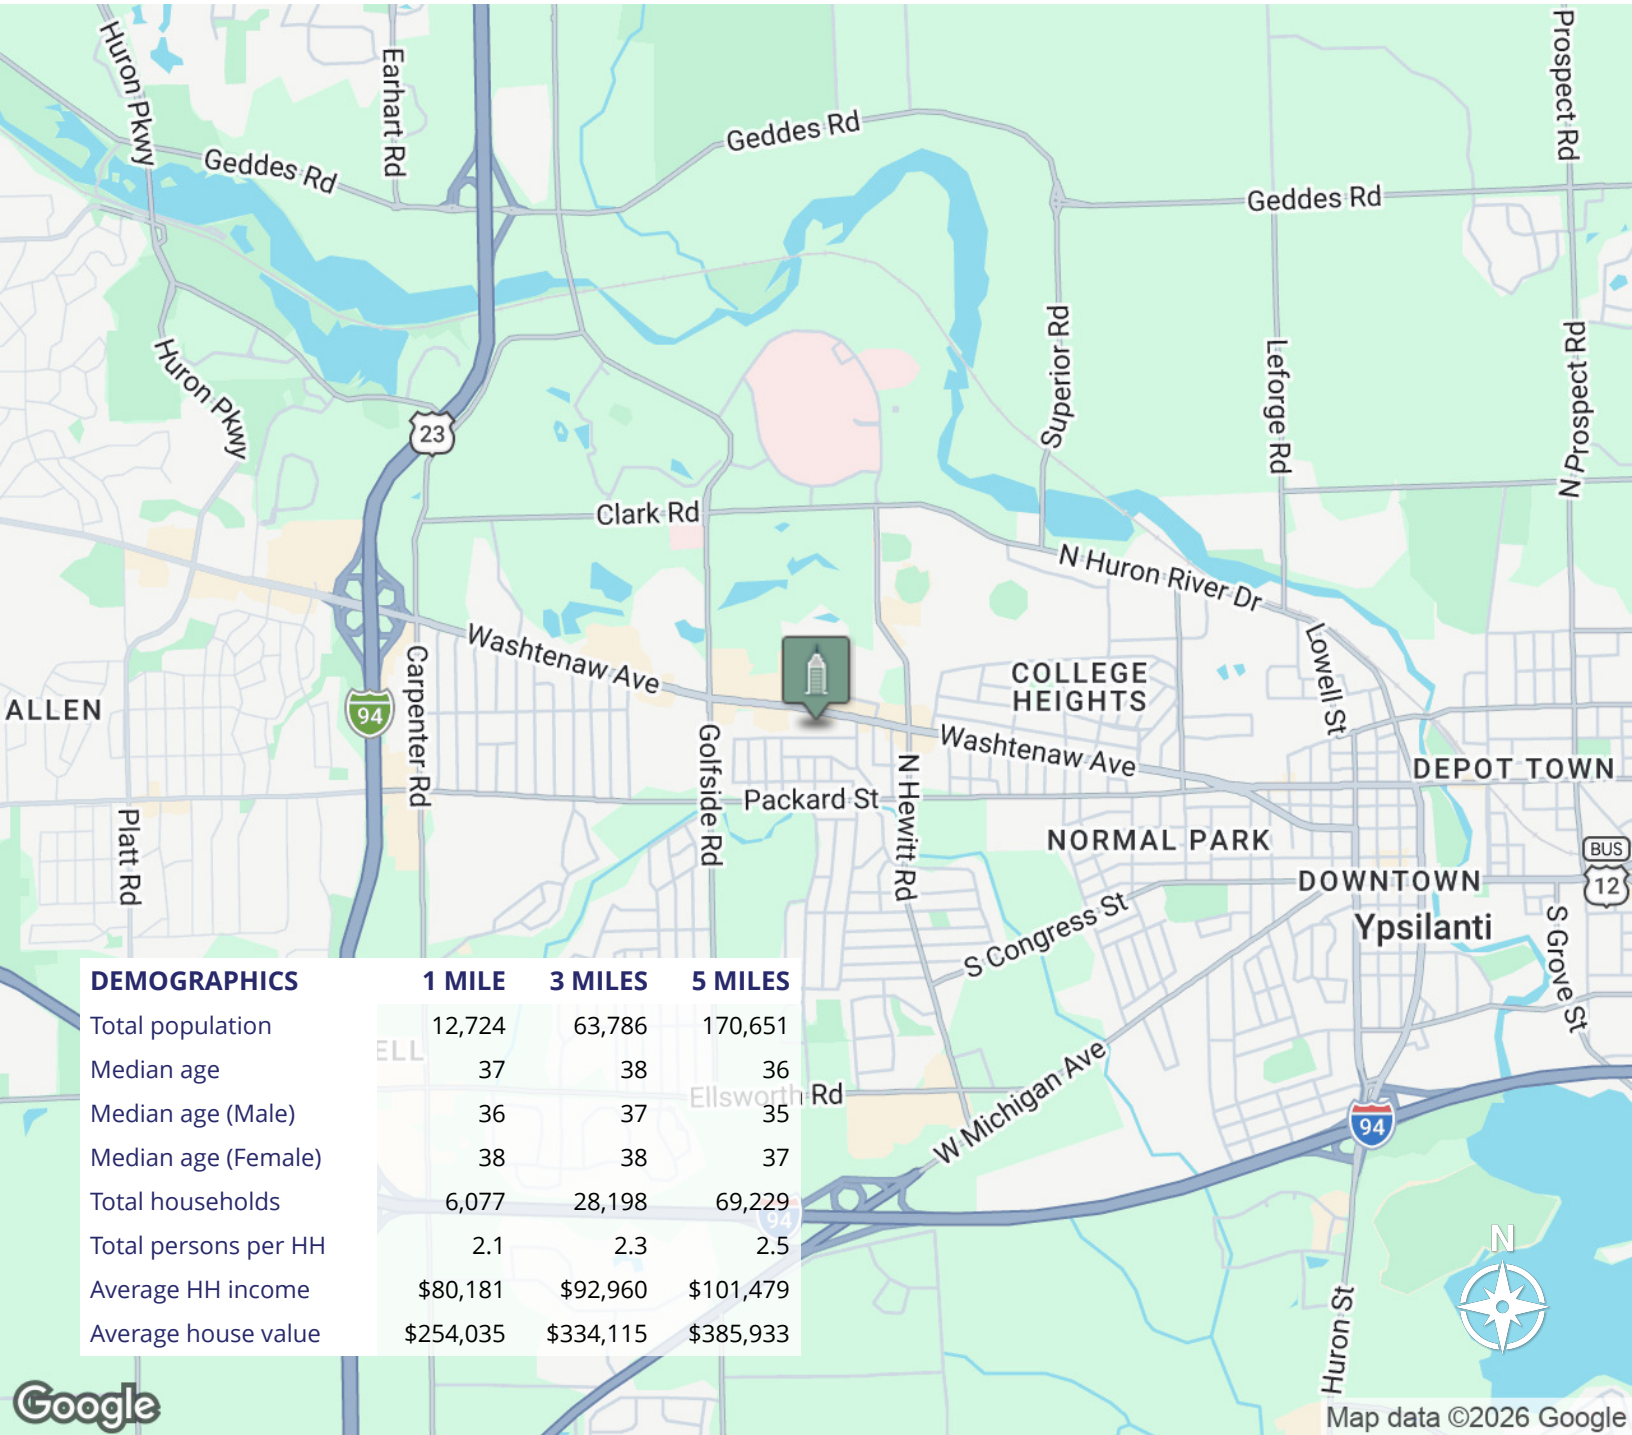 Huron Pkwy
Earhart Rd
Prospect Rd
Geddes Rd
Geddes Rd
Geddes Rd
Huron Pkwy
Superior Rd
Leforge Rd
N Prospect Rd
23
Clark Rd
N Huron River Dr
Washtenaw Ave
Lowell St
COLLEGE
HEIGHTS
ALLEN
94
Carpenter Rd
Golfside Rd
Washtenaw Ave
N Hewitt Rd
DEPOT TOWN
Packard St
Platt Rd
NORMAL PARK
BUS
12
DOWNTOWN
Ypsilanti
S Congress St
S Grove St
DEMOGRAPHICS 1 MILE 3 MILES 5 MILES
Total population 12,724 63,786 170,651
ELL
Median age 37 38 36
Ellsworth Rd
Median age (Male) 36 37 35
W Michigan Ave
94
Median age (Female) 38 38 37
Total households 6,077 28,198 69,229
94
Total persons per HH 2.1 2.3 2.5
Average HH income $80,181 $92,960 $101,479
Average house value $254,035 $334,115 $385,933
N
Huron St
Google
Map data ©2026 Google